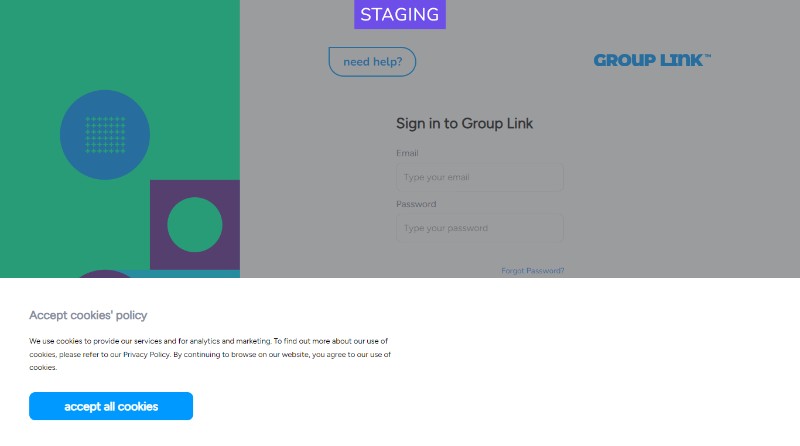 STAGING
need help?
GROUP LINK™
Sign in to Group Link
Email
Type your email
Password
Type your password
Forgot Password?
Accept cookies' policy
We use cookies to provide our services and for analytics and marketing. To find out more about our use of
cookies, please refer to our Privacy Policy. By continuing to browse on our website, you agree to our use of
cookies.
accept all cookies